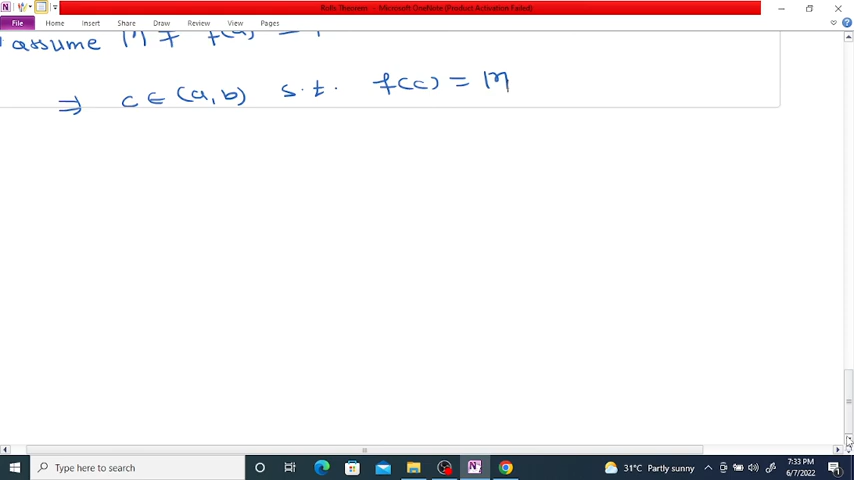 Rolls Theorem - Microsoft OneNote (Product Activation Failed)
File Home Insert Share Draw History Review View Pages
assume M ≠ f(a) =
⇒ c ∈ (a, b) s.t. f(c) = M
Type here to search
31°C Partly sunny
7:33 PM
6/7/2022